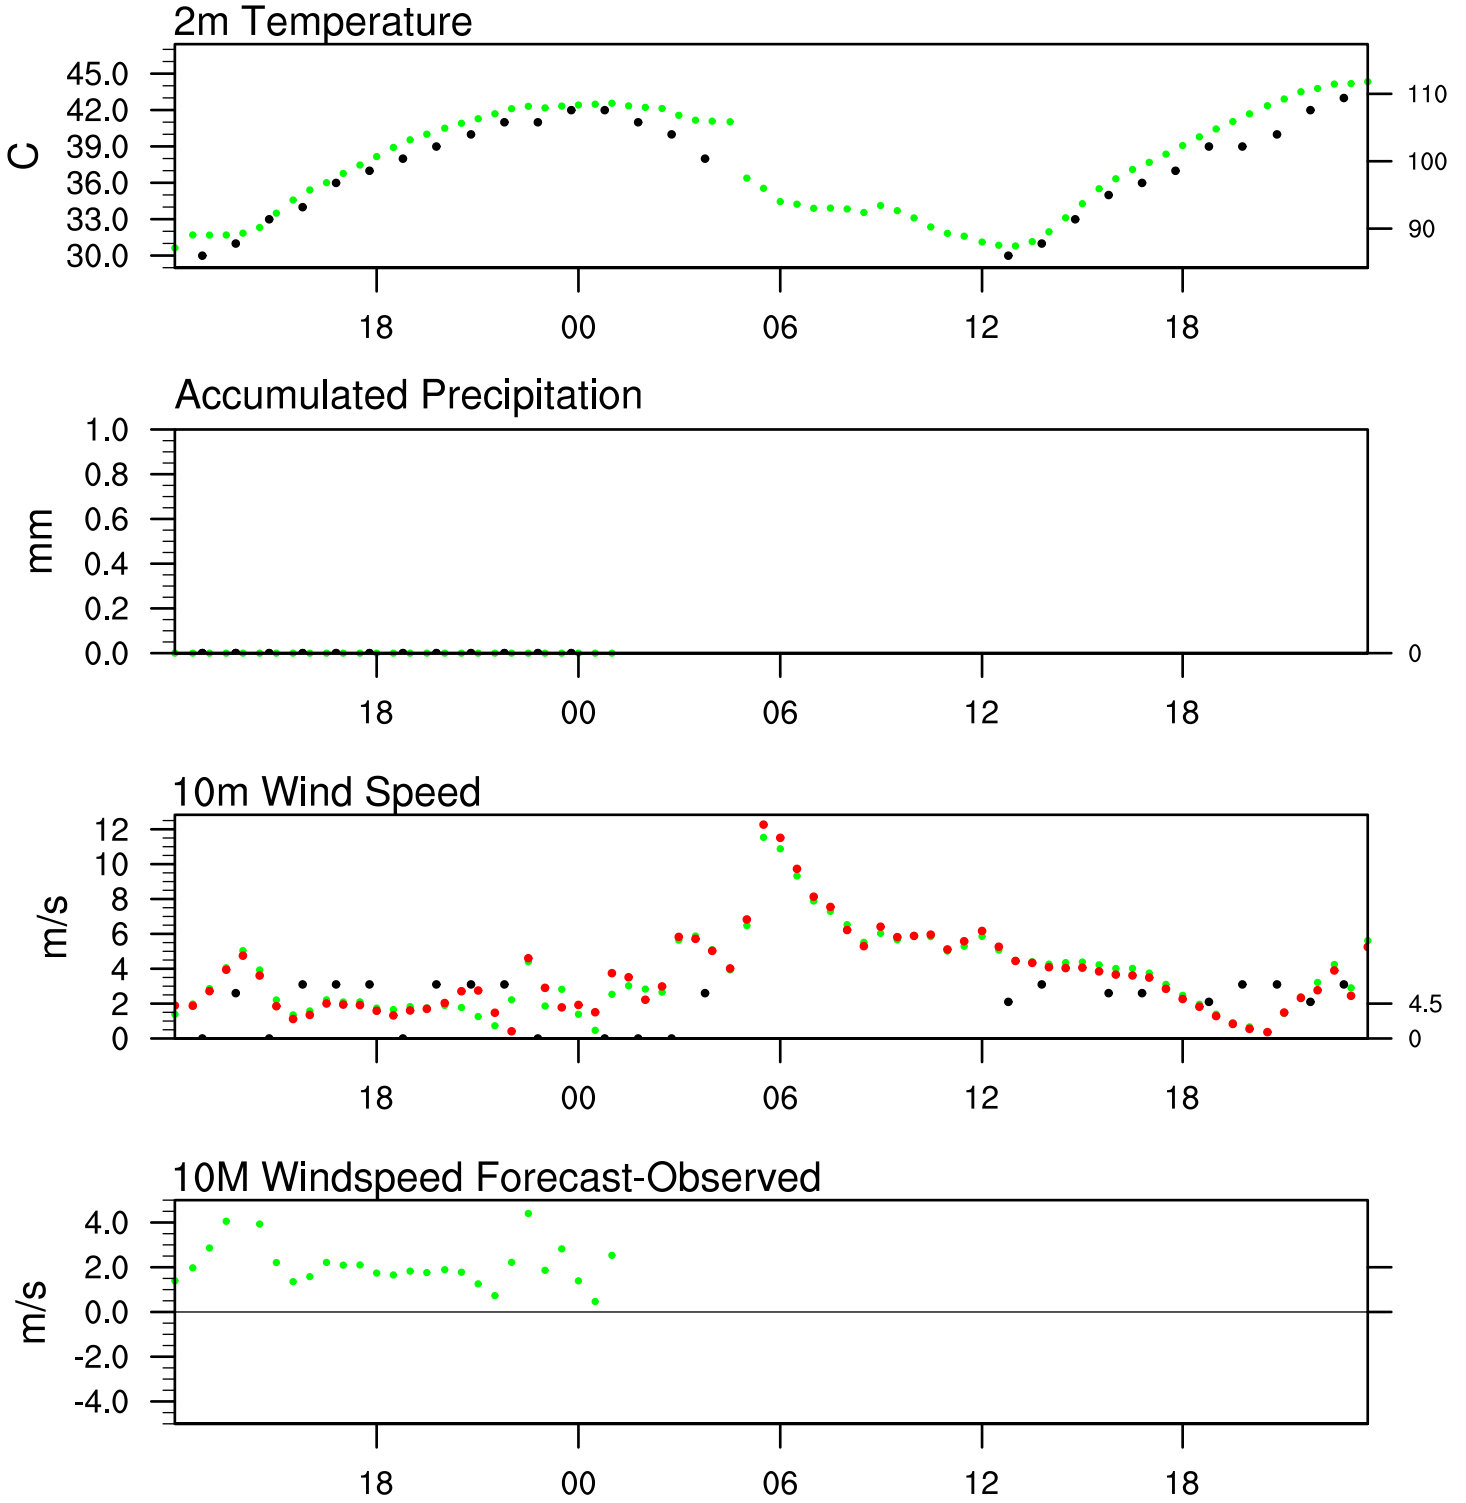 2m Temperature
45.0
42.0
39.0
36.0
33.0
30.0
C
110
100
90
18 00 06 12 18
Accumulated Precipitation
1.0
0.8
0.6
0.4
0.2
0.0
mm
0
18 00 06 12 18
10m Wind Speed
12
10
8
6
4
2
0
m/s
4.5
0
18 00 06 12 18
10M Windspeed Forecast-Observed
4.0
2.0
0.0
-2.0
-4.0
m/s
18 00 06 12 18